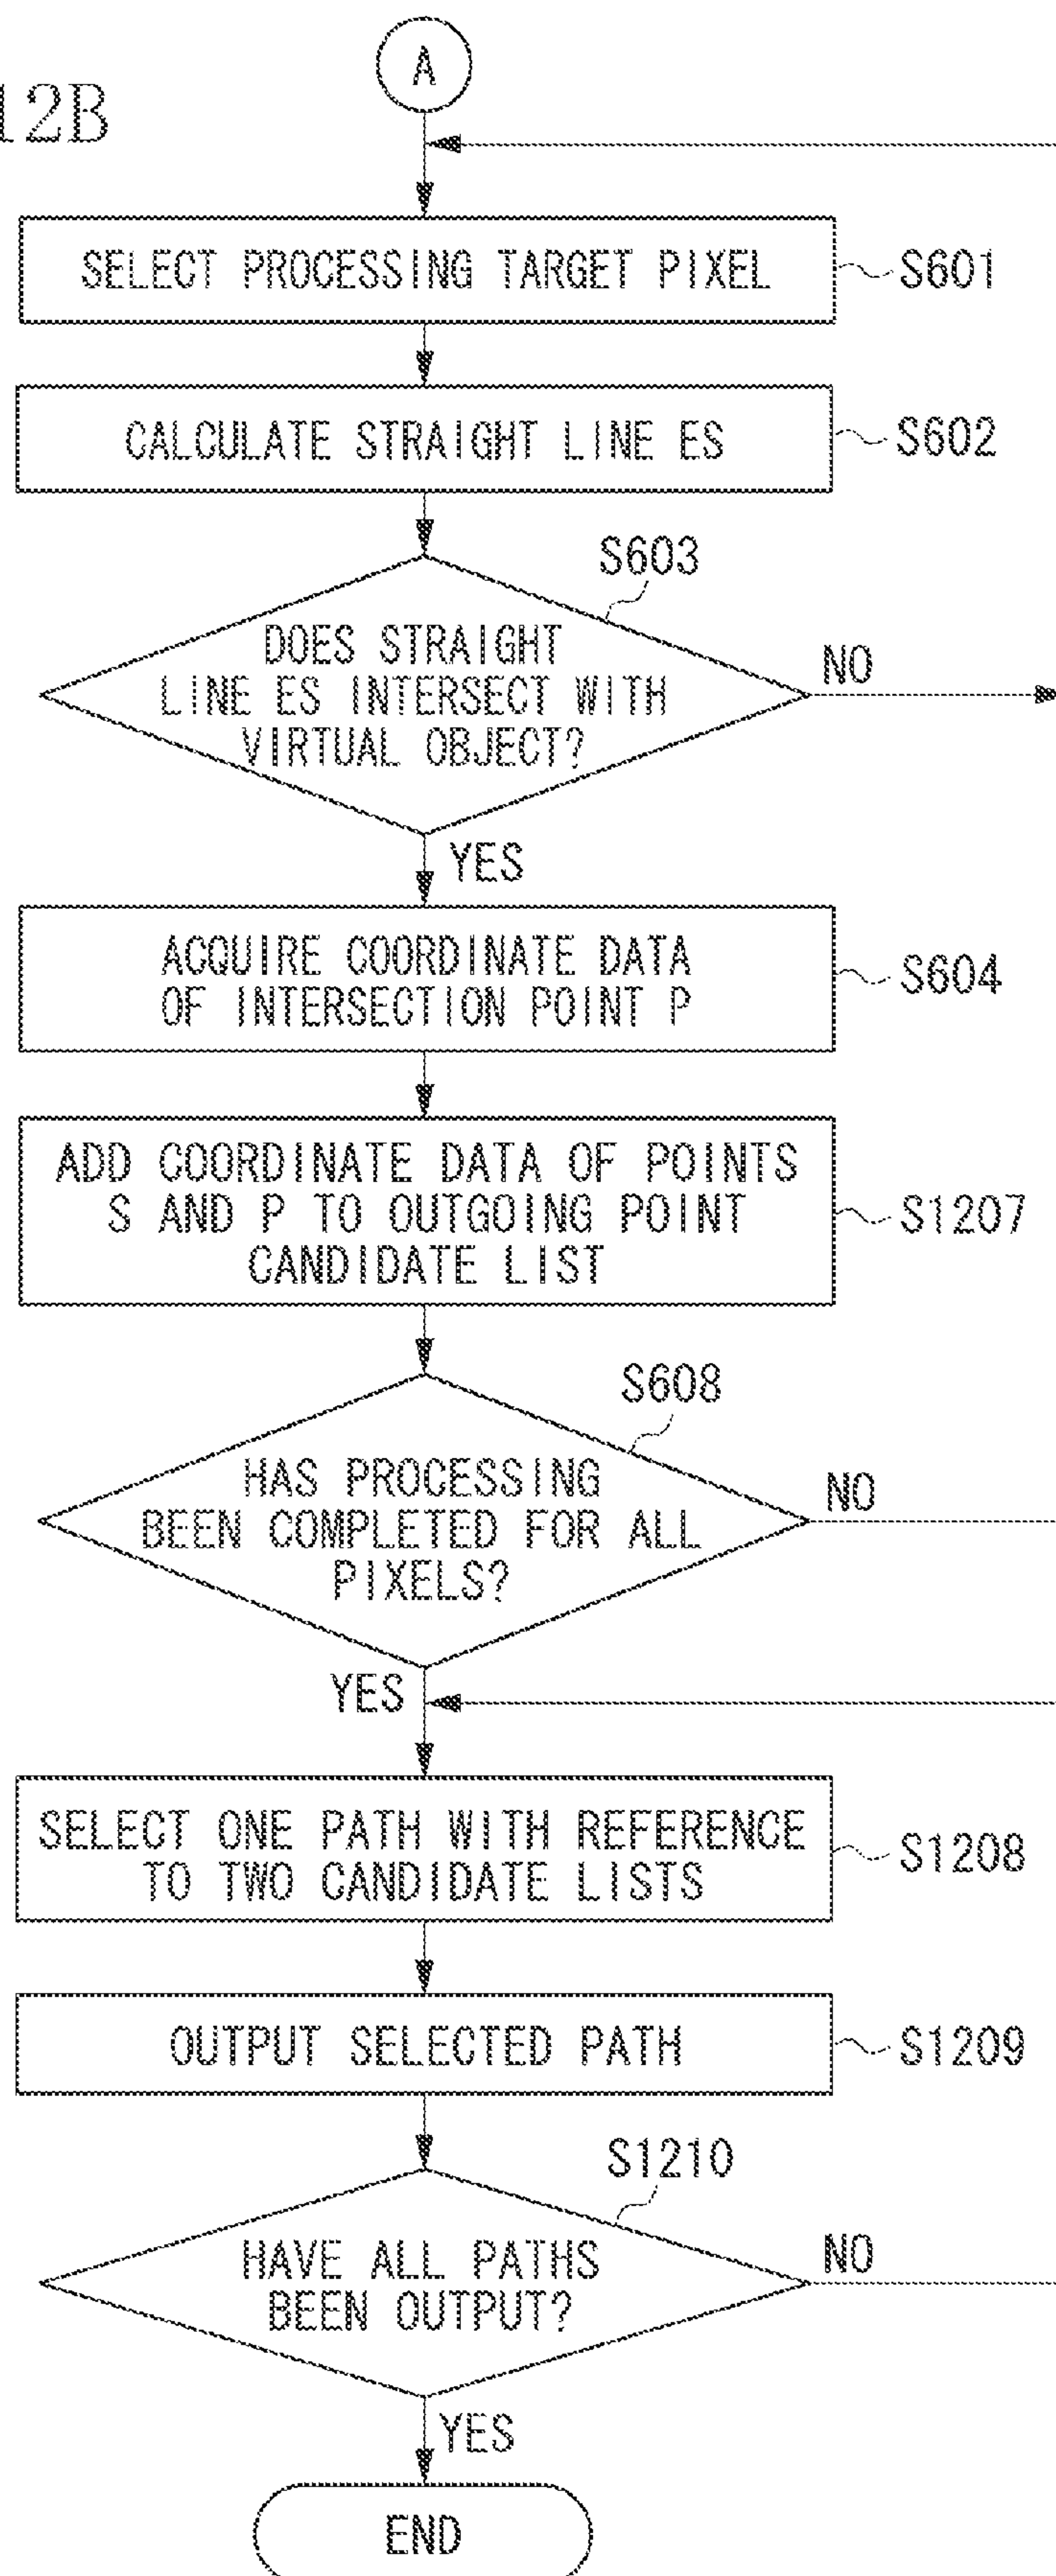 A
12B
SELECT PROCESSING TARGET PIXEL
S601
CALCULATE STRAIGHT LINE ES
S602
S603
DOES STRAIGHT
LINE ES INTERSECT WITH
VIRTUAL OBJECT?
NO
YES
ACQUIRE COORDINATE DATA
OF INTERSECTION POINT P
S604
ADD COORDINATE DATA OF POINTS
S AND P TO OUTGOING POINT
CANDIDATE LIST
S1207
S608
HAS PROCESSING
BEEN COMPLETED FOR ALL
PIXELS?
NO
YES
SELECT ONE PATH WITH REFERENCE
TO TWO CANDIDATE LISTS
S1208
OUTPUT SELECTED PATH
S1209
S1210
HAVE ALL PATHS
BEEN OUTPUT?
NO
YES
END